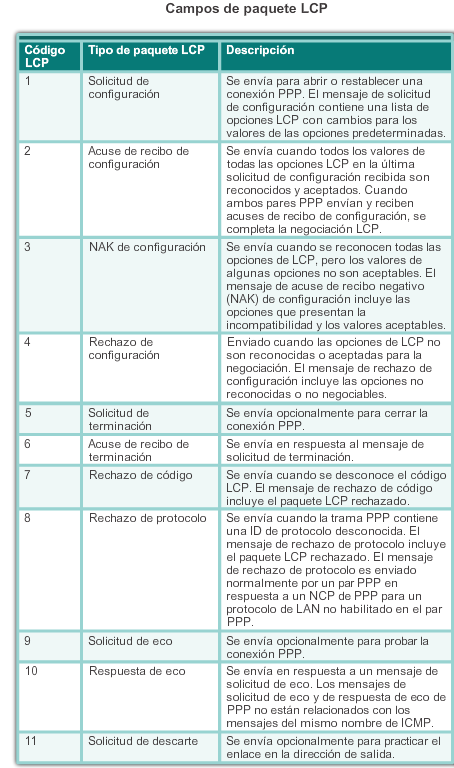 Campos de paquete LCP
Código LCP | Tipo de paquete LCP | Descripción
1
Solicitud de
configuración
Se envía para abrir o restablecer una
conexión PPP. El mensaje de solicitud
de configuración contiene una lista de
opciones LCP con cambios para los
valores de las opciones predeterminadas.
2
Acuse de recibo de
configuración
Se envía cuando todos los valores de
todas las opciones LCP en la última
solicitud de configuración recibida son
reconocidos y aceptados. Cuando
ambos pares PPP envían y reciben
acuses de recibo de configuración, se
completa la negociación LCP.
3
NAK de configuración
Se envía cuando se reconocen todas las
opciones de LCP, pero los valores de
algunas opciones no son aceptables. El
mensaje de acuse de recibo negativo
(NAK) de configuración incluye las
opciones que presentan la
incompatibilidad y los valores aceptables.
4
Rechazo de
configuración
Enviado cuando las opciones de LCP no
son reconocidas o aceptadas para la
negociación. El mensaje de rechazo de
configuración incluye las opciones no
reconocidas o no negociables.
5
Solicitud de
terminación
Se envía opcionalmente para cerrar la
conexión PPP.
6
Acuse de recibo de
terminación
Se envía en respuesta al mensaje de
solicitud de terminación.
7
Rechazo de código
Se envía cuando se desconoce el código
LCP. El mensaje de rechazo de código
incluye el paquete LCP rechazado.
8
Rechazo de protocolo
Se envía cuando la trama PPP contiene
una ID de protocolo desconocida. El
mensaje de rechazo de protocolo incluye
el paquete LCP rechazado. El mensaje
de rechazo de protocolo es enviado
normalmente por un par PPP en
respuesta a un NCP de PPP para un
protocolo de LAN no habilitado en el par
PPP.
9
Solicitud de eco
Se envía opcionalmente para probar la
conexión PPP.
10
Respuesta de eco
Se envía en respuesta a un mensaje de
solicitud de eco. Los mensajes de
solicitud de eco y de respuesta de eco de
PPP no están relacionados con los
mensajes del mismo nombre de ICMP.
11
Solicitud de descarte
Se envía opcionalmente para practicar el
enlace en la dirección de salida.